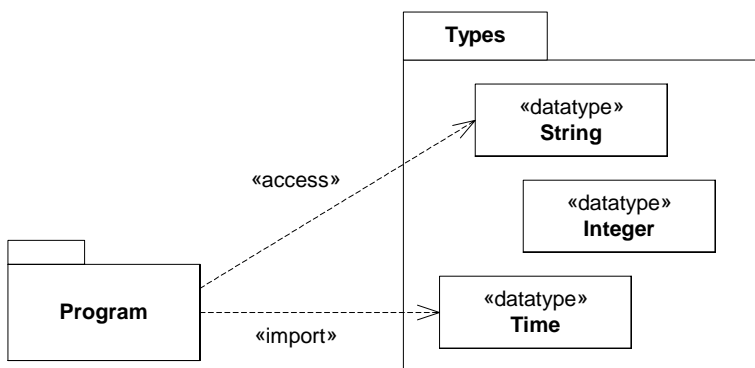 Types
«datatype»
String
«access»
«datatype»
Integer
Program
«datatype»
Time
«import»